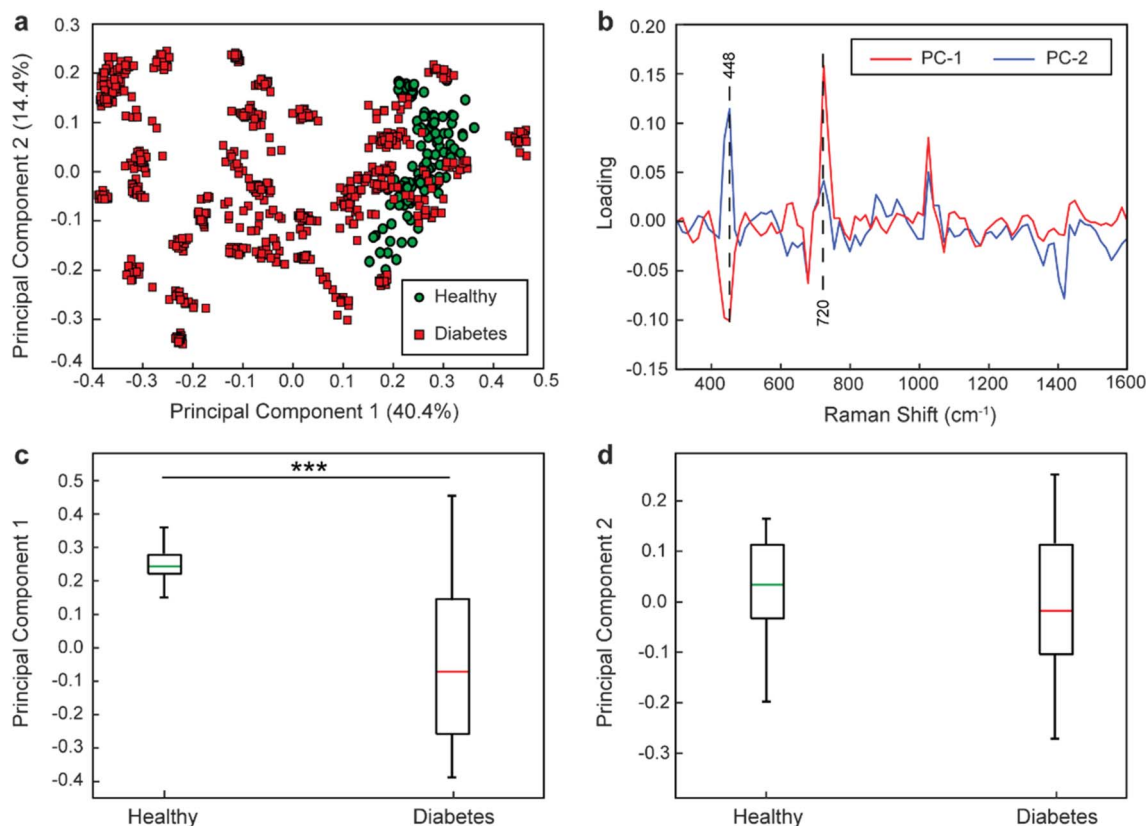 a
Principal Component 2 (14.4%)
0.3
0.2
0.1
0.0
-0.1
-0.2
-0.3
-0.4
-0.4 -0.3 -0.2 -0.1 0.0 0.1 0.2 0.3 0.4 0.5
Principal Component 1 (40.4%)
Healthy
Diabetes
b
Loading
0.20
0.15
0.10
0.05
0.00
-0.05
-0.10
-0.15
400 600 800 1000 1200 1400 1600
Raman Shift (cm⁻¹)
448
720
PC-1 PC-2
c
Principal Component 1
0.5
0.4
0.3
0.2
0.1
0.0
-0.1
-0.2
-0.3
-0.4
***
Healthy Diabetes
d
Principal Component 2
0.2
0.1
0.0
-0.1
-0.2
-0.3
Healthy Diabetes